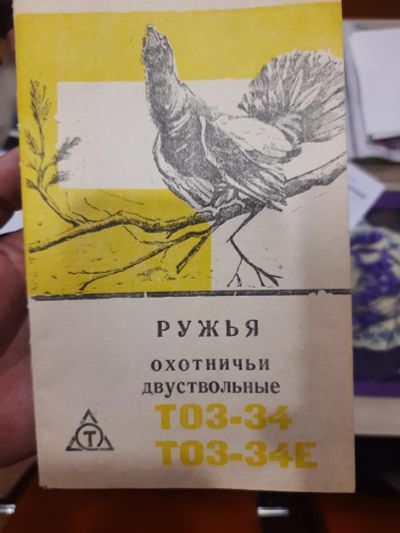 РУЖЬЯ
ОХОТНИЧЬИ
ДВУСТВОЛЬНЫЕ
ТОЗ-34
ТОЗ-34Е
Т